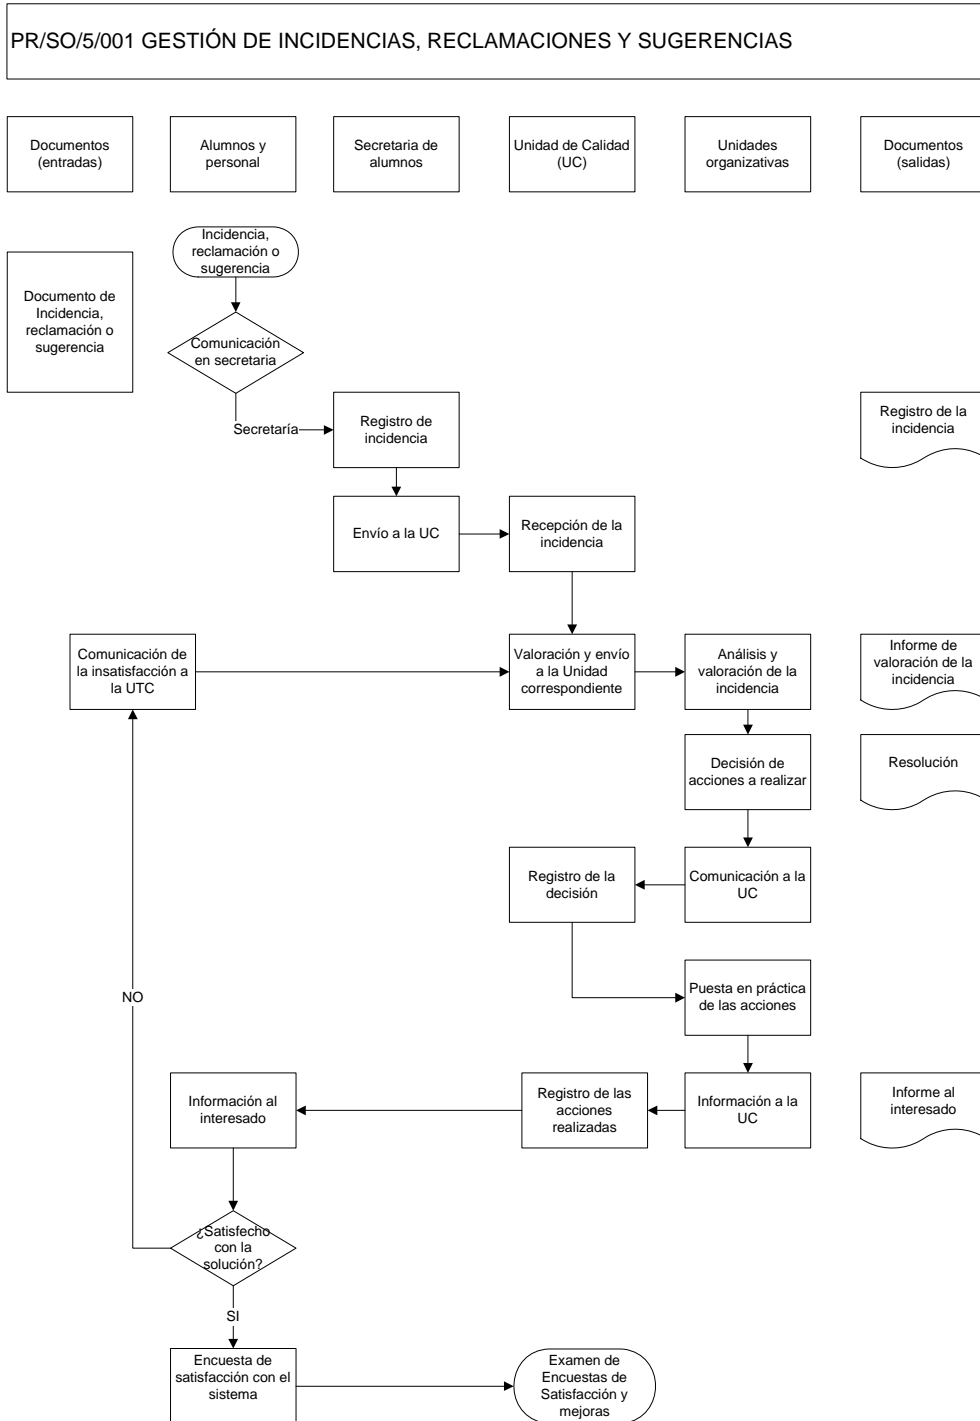 PR/SO/5/001 GESTIÓN DE INCIDENCIAS, RECLAMACIONES Y SUGERENCIAS
Documentos
(entradas)
Alumnos y
personal
Secretaria de
alumnos
Unidad de Calidad
(UC)
Unidades
organizativas
Documentos
(salidas)
Incidencia,
reclamación o
sugerencia
Documento de
Incidencia,
reclamación o
sugerencia
Comunicación
en secretaria
Secretaría
Registro de
incidencia
Registro de la
incidencia
Envío a la UC
Recepción de la
incidencia
Comunicación de
la insatisfacción a
la UTC
Valoración y envío
a la Unidad
correspondiente
Análisis y
valoración de la
incidencia
Informe de
valoración de la
incidencia
Decisión de
acciones a realizar
Resolución
Registro de la
decisión
Comunicación a la
UC
NO
Puesta en práctica
de las acciones
Información al
interesado
Registro de las
acciones
realizadas
Información a la
UC
Informe al
interesado
¿Satisfecho
con la
solución?
SI
Encuesta de
satisfacción con el
sistema
Examen de
Encuestas de
Satisfacción y
mejoras